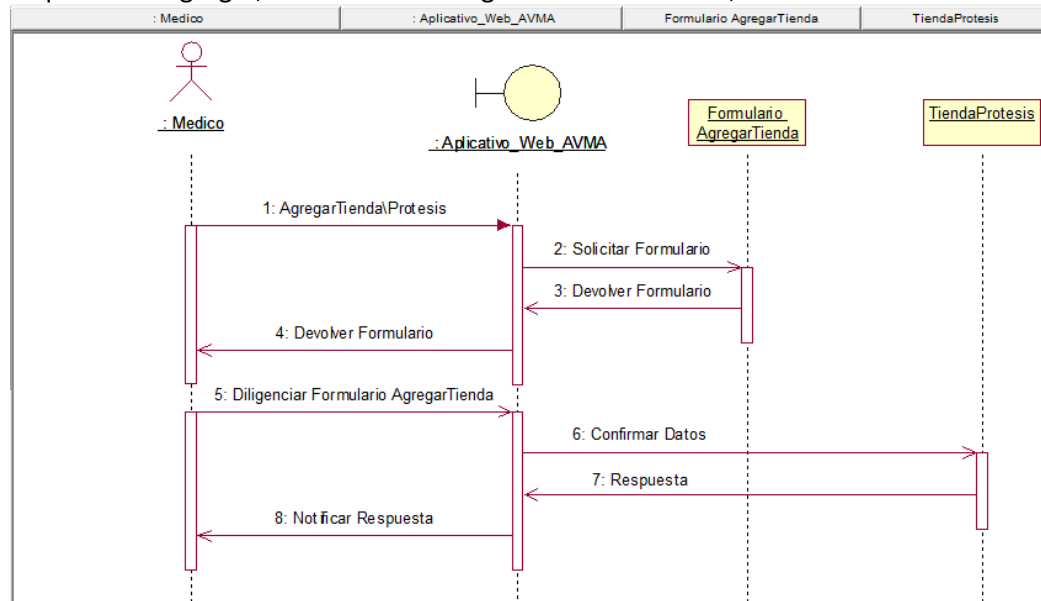 : Medico
: Aplicativo_Web_AVMA
Formulario AgregarTienda
TiendaProtesis
: Medico
:Aplicativo_Web_AVMA
Formulario
AgregarTienda
TiendaProtesis
1: AgregarTienda\Protesis
2: Solicitar Formulario
3: Devolver Formulario
4: Devolver Formulario
5: Diligenciar Formulario AgregarTienda
6: Confirmar Datos
7: Respuesta
8: Notificar Respuesta